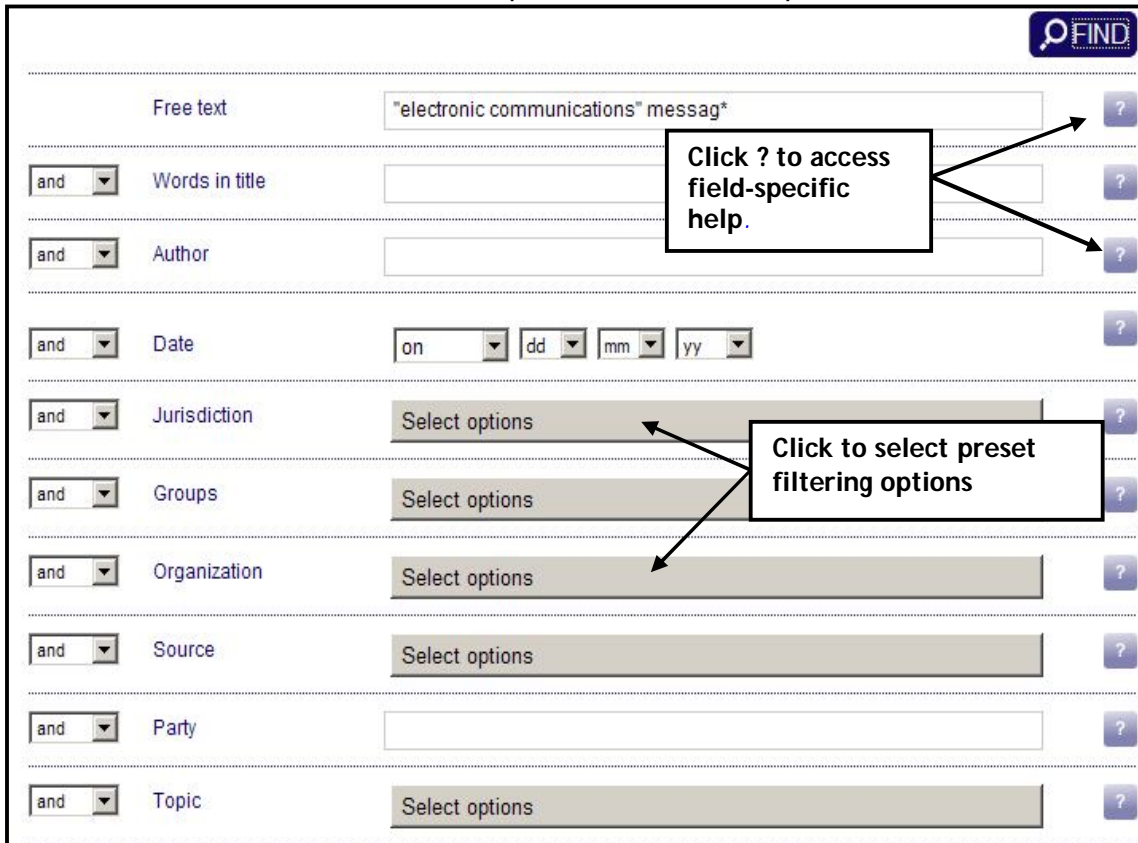 FIND
Free text "electronic communications" messag* ?
Click ? to access
field-specific
help.
and Words in title ?
and Author ?
and Date on dd mm yy ?
and Jurisdiction Select options ?
Click to select preset
filtering options
and Groups Select options ?
and Organization Select options ?
and Source Select options ?
and Party ?
and Topic Select options ?